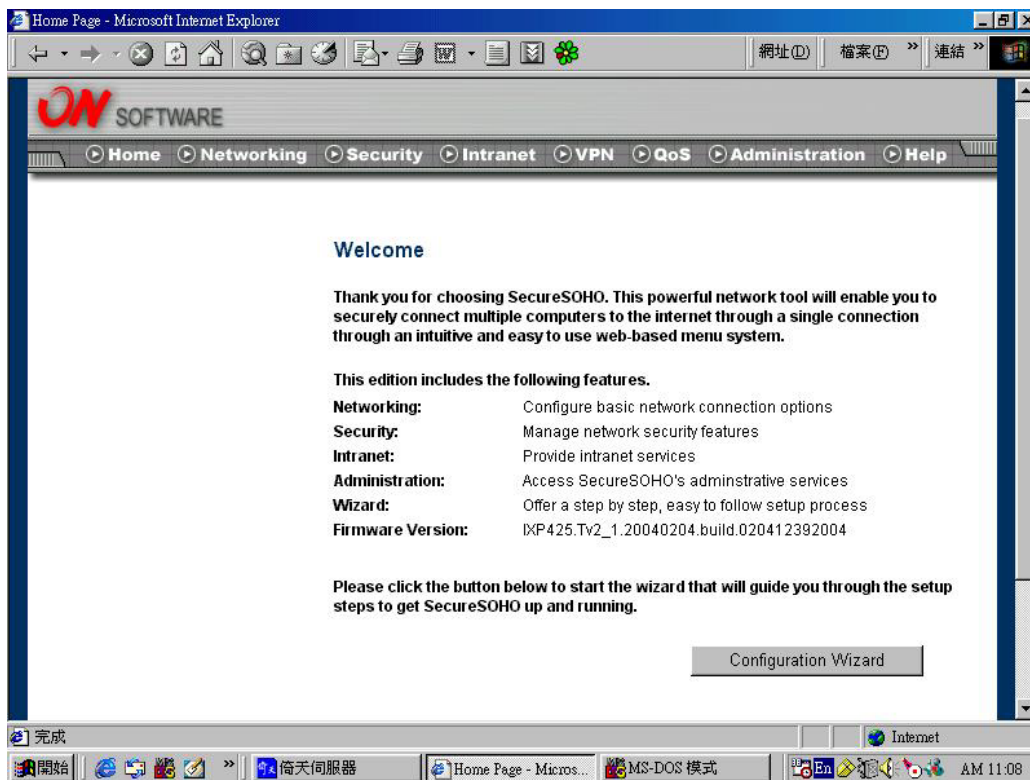 Home Page - Microsoft Internet Explorer
網址(D) 檔案(F) » 連結 »
ON SOFTWARE
Home Networking Security Intranet VPN QoS Administration Help
Welcome
Thank you for choosing SecureSOHO. This powerful network tool will enable you to
securely connect multiple computers to the internet through a single connection
through an intuitive and easy to use web-based menu system.
This edition includes the following features.
Networking: Configure basic network connection options
Security: Manage network security features
Intranet: Provide intranet services
Administration: Access SecureSOHO's adminstrative services
Wizard: Offer a step by step, easy to follow setup process
Firmware Version: IXP425.Tv2_1.20040204.build.020412392004
Please click the button below to start the wizard that will guide you through the setup
steps to get SecureSOHO up and running.
Configuration Wizard
完成 Internet
開始 » 倚天伺服器 Home Page - Micros... MS-DOS 模式 En AM 11:08